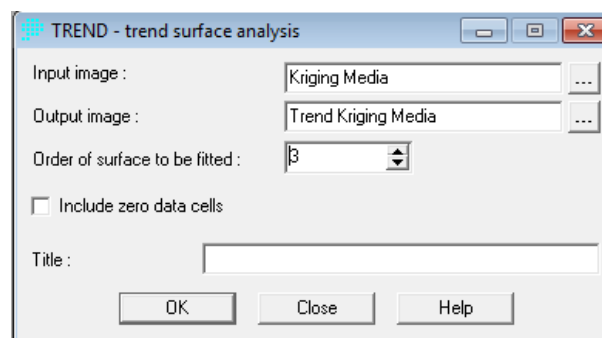 TREND - trend surface analysis
Input image : Kriging Media ...
Output image : Trend Kriging Media ...
Order of surface to be fitted : 3
Include zero data cells
Title :
OK Close Help